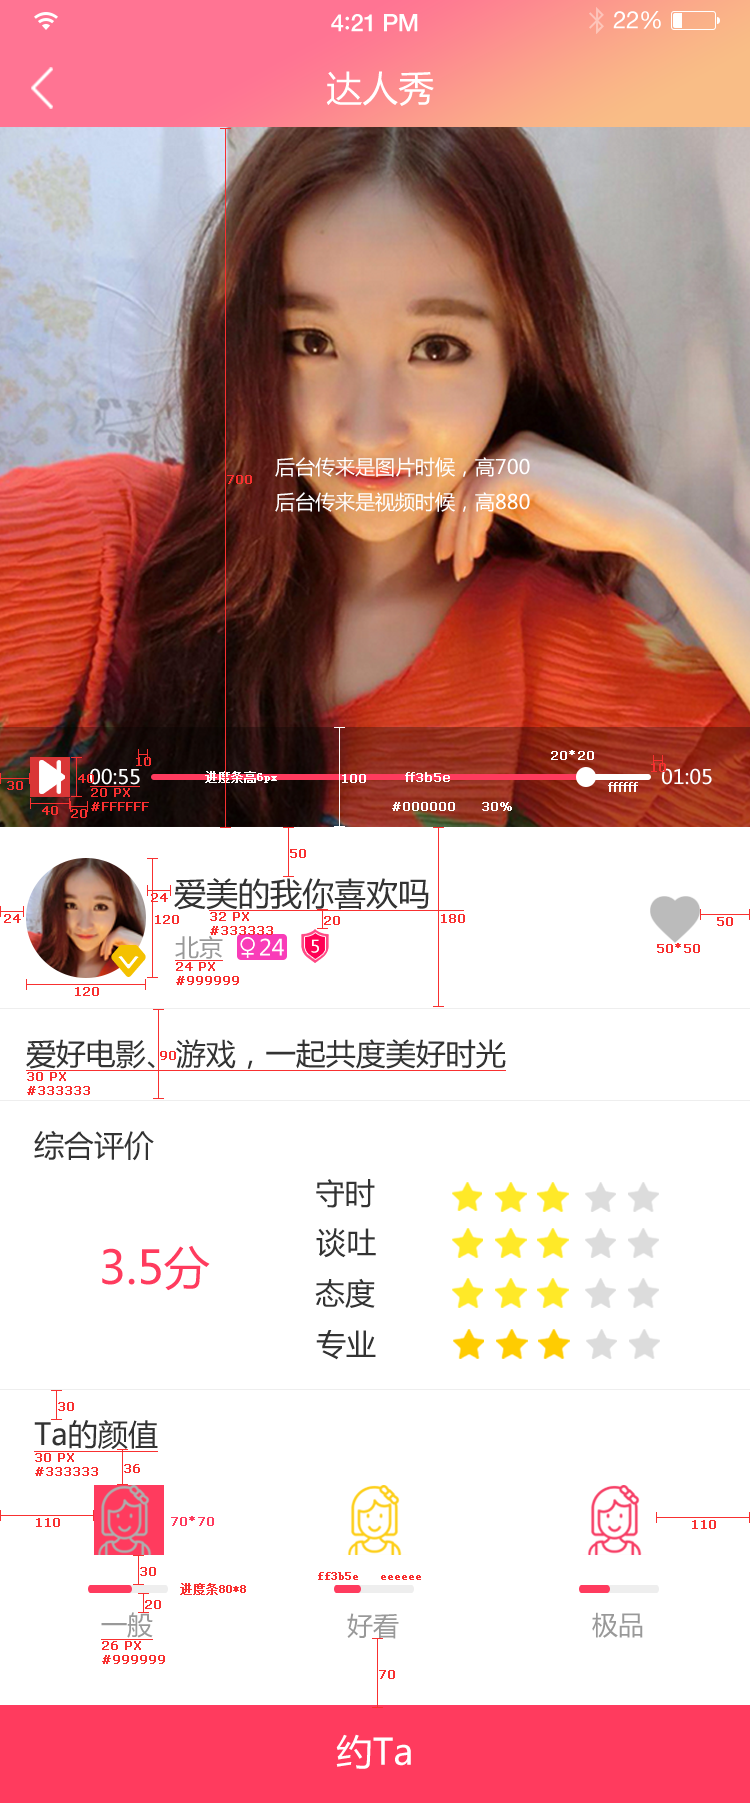 4:21 PM
22%
达人秀
700
后台传来是图片时候，高700
后台传来是视频时候，高880
20*20
10
10
30
40
00:55
进度条高6px
100
ff3b5e
01:05
ffffff
20 PX
#FFFFFF
#000000 30%
40
20
50
24
爱美的我你喜欢吗
24
120
32 PX
#333333
20
180
50
北京
24
5
50*50
24 PX
#999999
120
爱好电影、游戏，一起共度美好时光
90
30 PX
#333333
综合评价
守时
谈吐
3.5分
态度
专业
30
Ta的颜值
30 PX
#333333
36
110
70*70
110
30
ff3b5e eeeeee
进度条80*8
20
一般
好看
极品
26 PX
#999999
70
约Ta